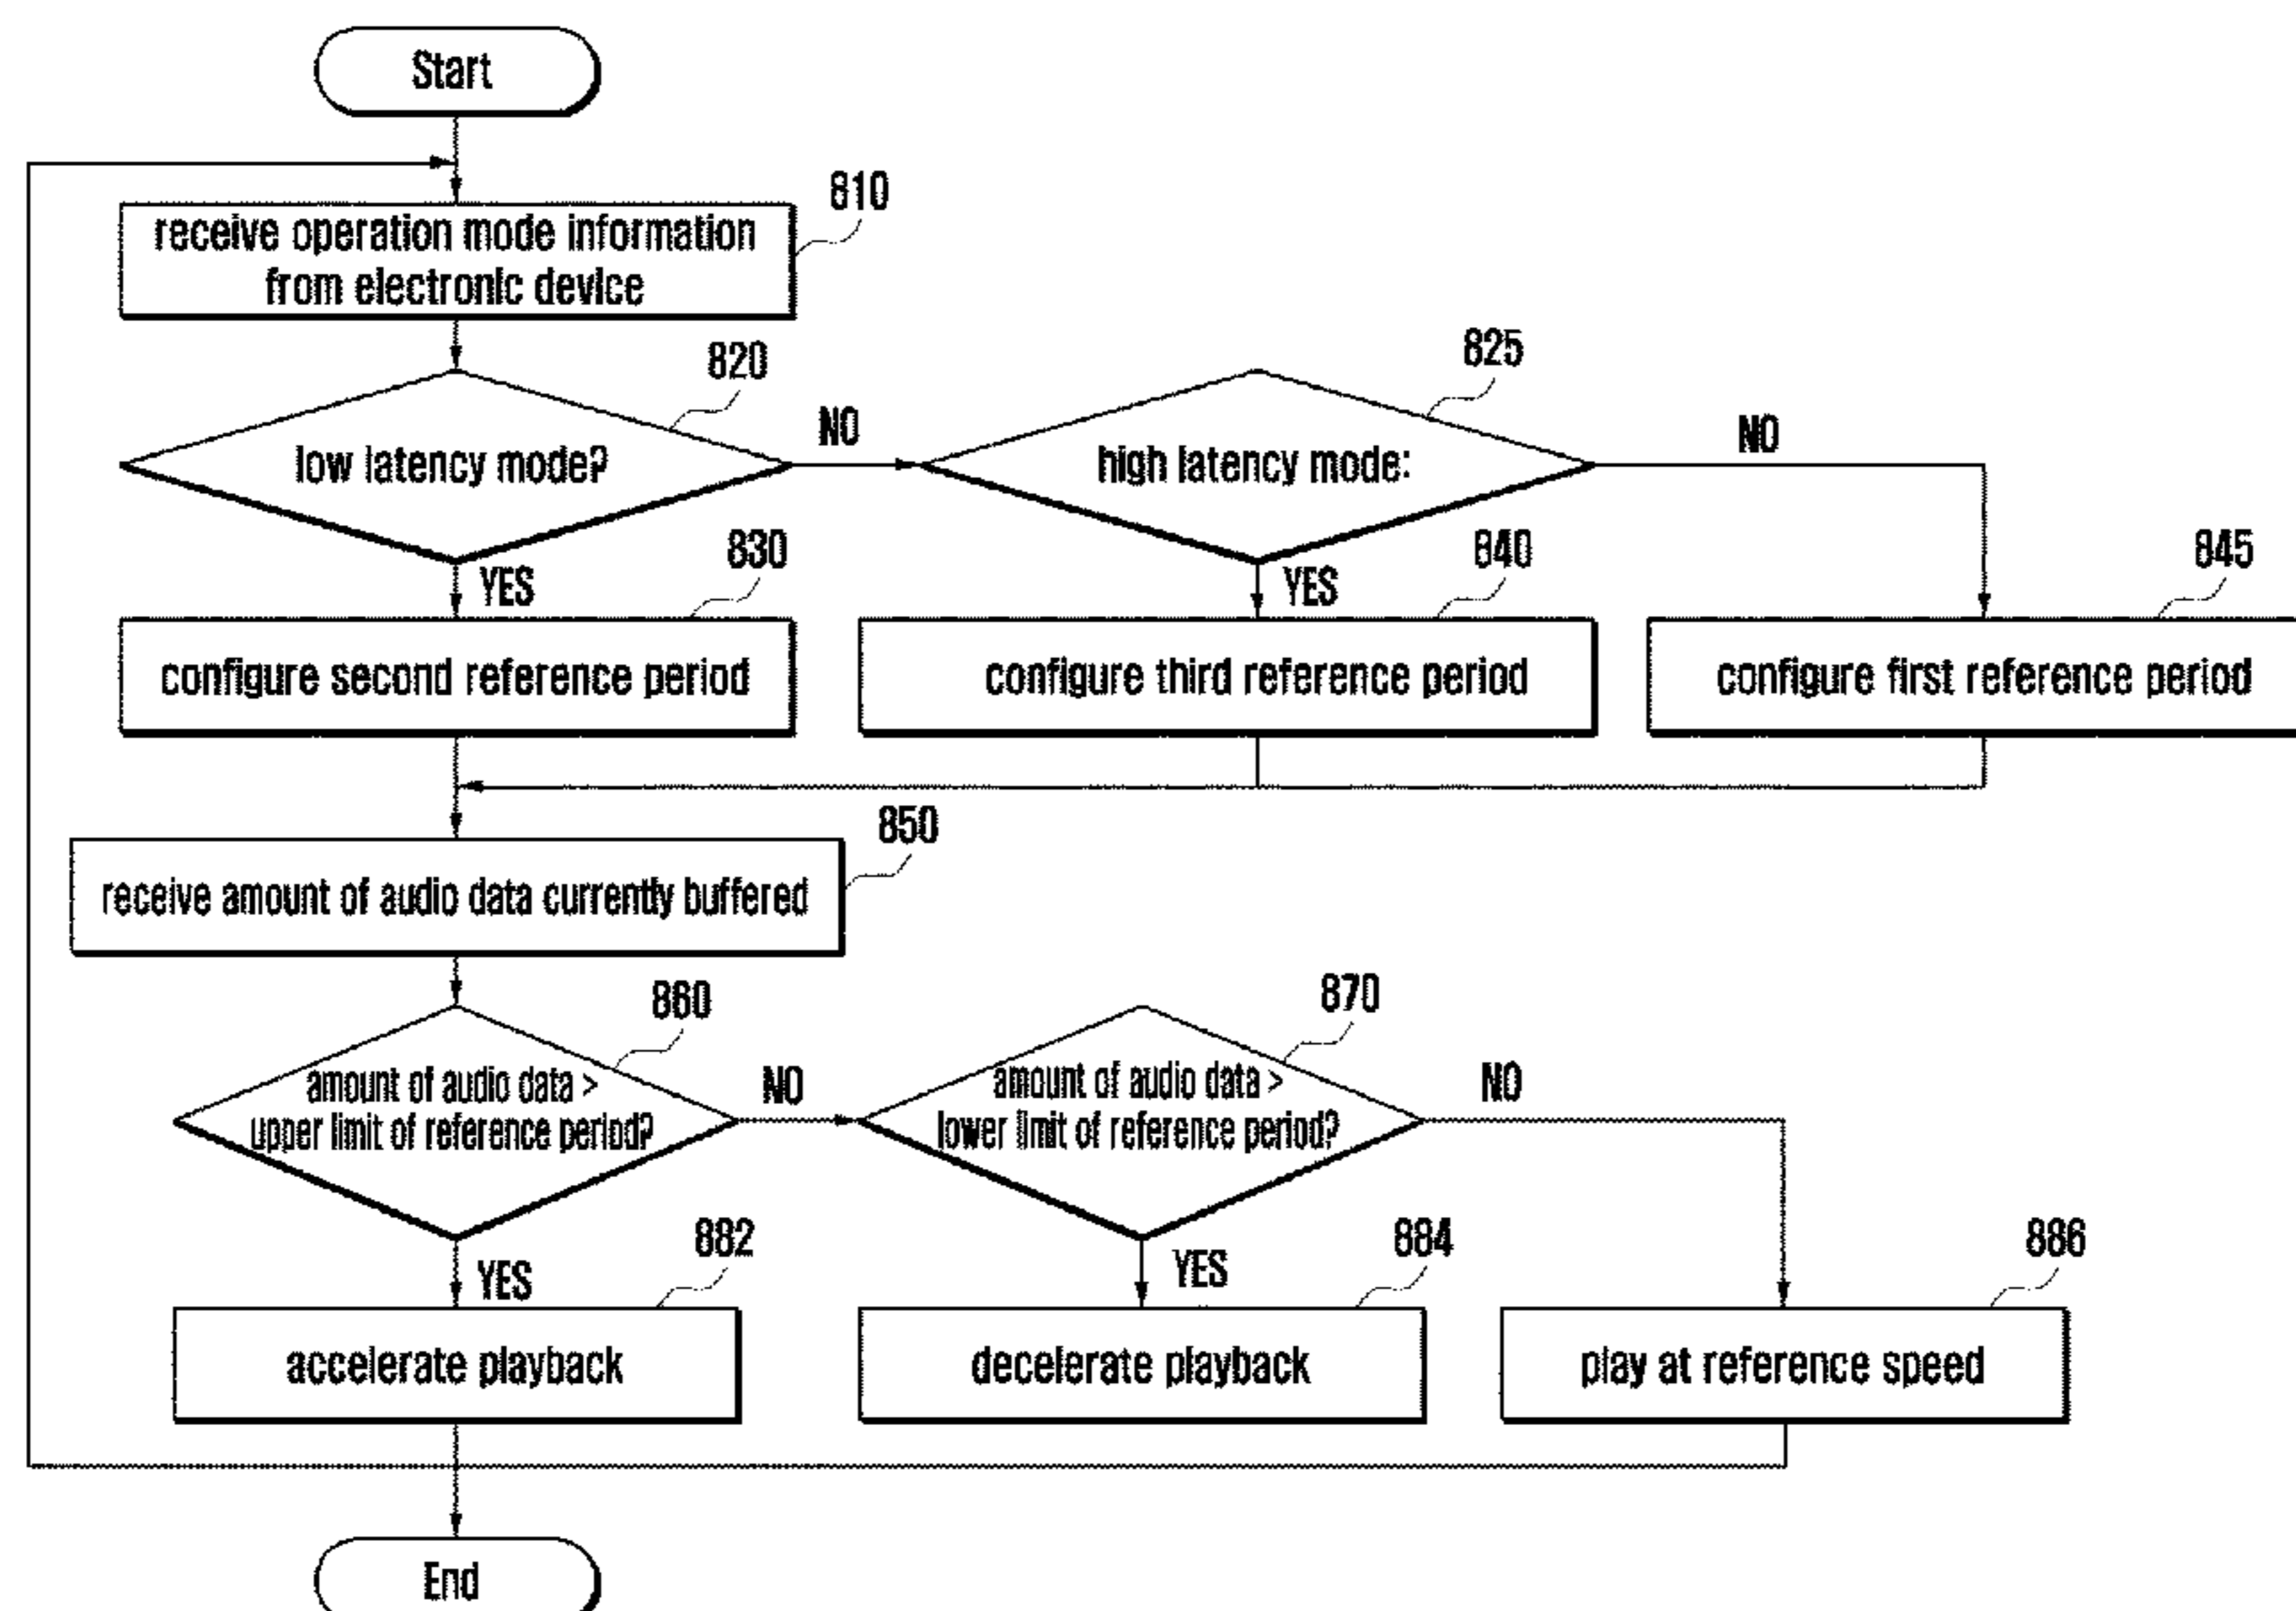 Start
810
receive operation mode information
from electronic device
820
825
low latency mode?
NO
high latency mode:
NO
830
YES
840
YES
845
configure second reference period
configure third reference period
configure first reference period
850
receive amount of audio data currently buffered
860
870
amount of audio data >
upper limit of reference period?
NO
amount of audio data >
lower limit of reference period?
NO
882
YES
884
YES
886
accelerate playback
decelerate playback
play at reference speed
End